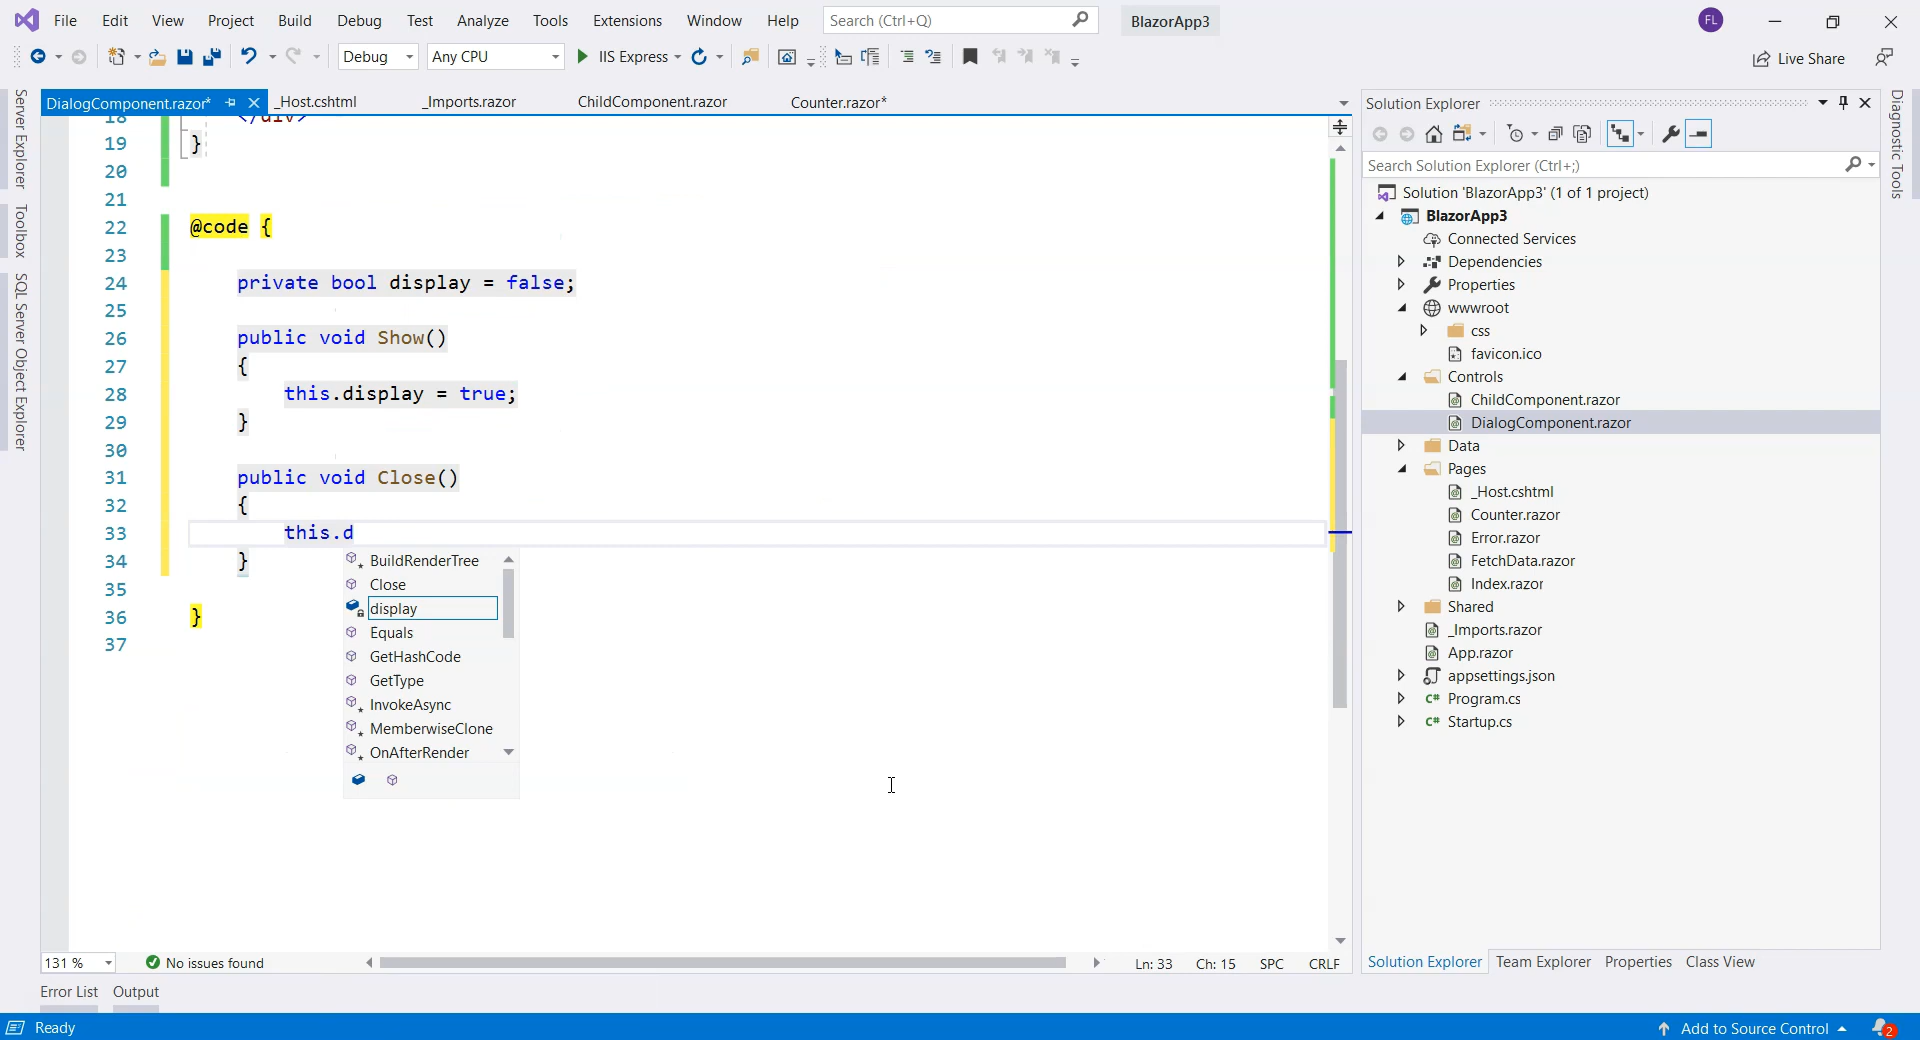 File Edit View Project Build Debug Test Analyze Tools Extensions Window Help Search (Ctrl+Q) BlazorApp3 FL
Debug Any CPU IIS Express Live Share
DialogComponent.razor* _Host.cshtml _Imports.razor ChildComponent.razor Counter.razor*
Server Explorer
Toolbox
SQL Server Object Explorer
18 </div>
19 }
20
21
22 @code {
23
24 private bool display = false;
25
26 public void Show()
27 {
28 this.display = true;
29 }
30
31 public void Close()
32 {
33 this.d
34 }
35
36 }
37
BuildRenderTree
Close
display
Equals
GetHashCode
GetType
InvokeAsync
MemberwiseClone
OnAfterRender
131 % No issues found Ln: 33 Ch: 15 SPC CRLF
Solution Explorer
Search Solution Explorer (Ctrl+;)
Solution 'BlazorApp3' (1 of 1 project)
BlazorApp3
Connected Services
Dependencies
Properties
wwwroot
css
favicon.ico
Controls
ChildComponent.razor
DialogComponent.razor
Data
Pages
_Host.cshtml
Counter.razor
Error.razor
FetchData.razor
Index.razor
Shared
_Imports.razor
App.razor
appsettings.json
C# Program.cs
C# Startup.cs
Solution Explorer Team Explorer Properties Class View
Diagnostic Tools
Error List Output
Ready Add to Source Control 2